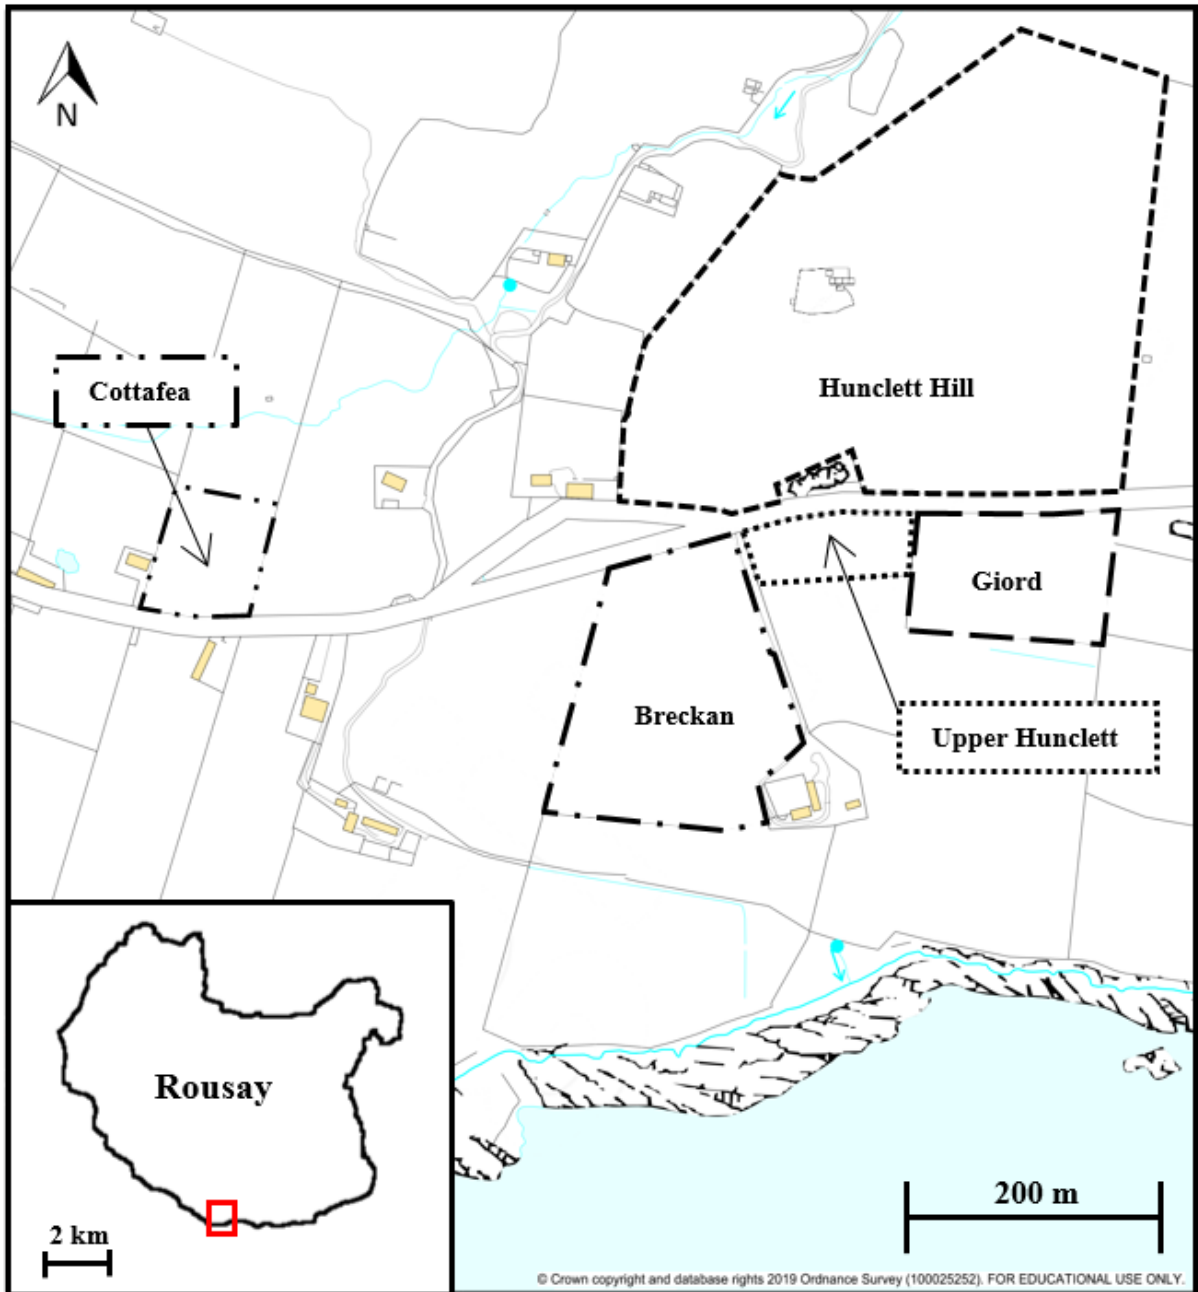 N
Cottafea
Hunclett Hill
Giord
Breckan
Upper Hunclett
Rousay
2 km
200 m
© Crown copyright and database rights 2019 Ordnance Survey (100025252). FOR EDUCATIONAL USE ONLY.